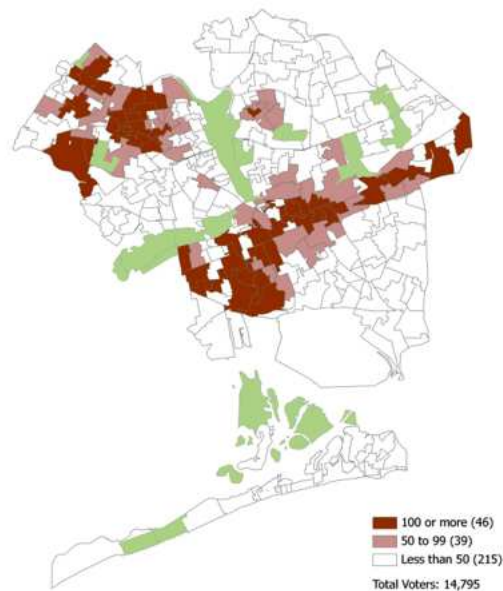 100 or more (46)
50 to 99 (39)
Less than 50 (215)
Total Voters: 14,795